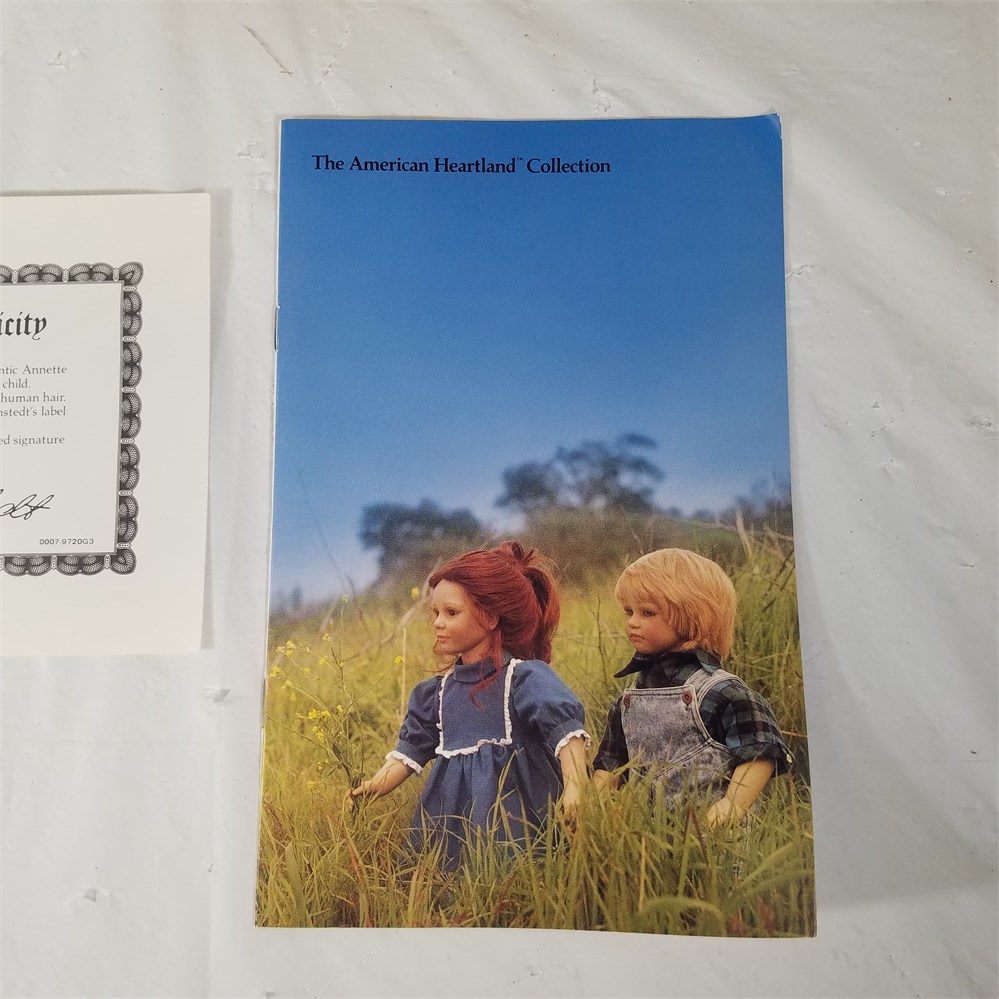 The American Heartland™ Collection
icity
ntic Annette
child.
human hair.
nstedt's label
ed signature
0007-9720G3